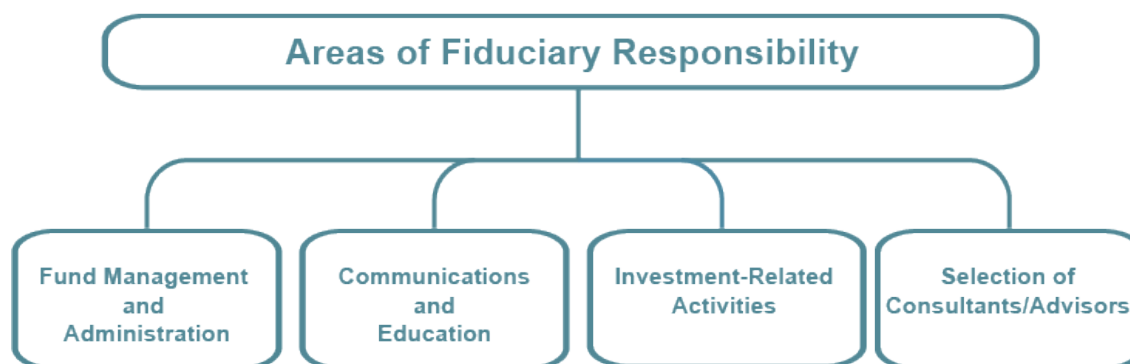 Areas of Fiduciary Responsibility
Fund Management
and
Administration
Communications
and
Education
Investment-Related
Activities
Selection of
Consultants/Advisors